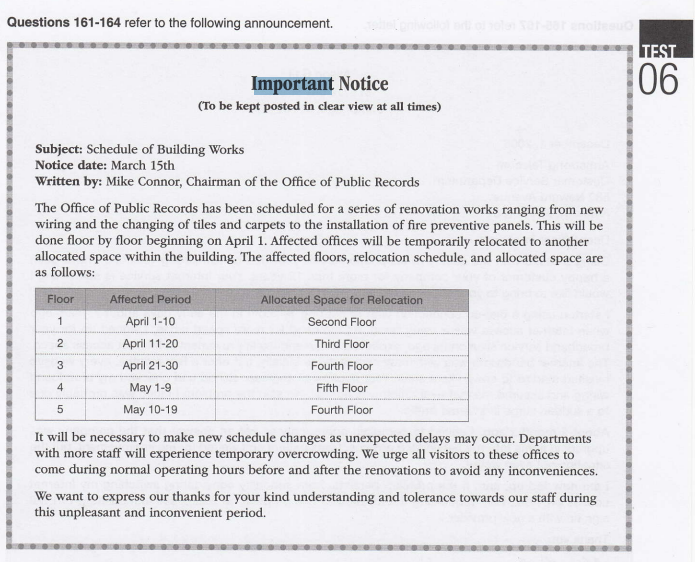 Questions 161-164 refer to the following announcement.
TEST
06
Important Notice
(To be kept posted in clear view at all times)
Subject: Schedule of Building Works
Notice date: March 15th
Written by: Mike Connor, Chairman of the Office of Public Records
The Office of Public Records has been scheduled for a series of renovation works ranging from new
wiring and the changing of tiles and carpets to the installation of fire preventive panels. This will be
done floor by floor beginning on April 1. Affected offices will be temporarily relocated to another
allocated space within the building. The affected floors, relocation schedule, and allocated space are
as follows:
Floor Affected Period Allocated Space for Relocation
1 April 1-10 Second Floor
2 April 11-20 Third Floor
3 April 21-30 Fourth Floor
4 May 1-9 Fifth Floor
5 May 10-19 Fourth Floor
It will be necessary to make new schedule changes as unexpected delays may occur. Departments
with more staff will experience temporary overcrowding. We urge all visitors to these offices to
come during normal operating hours before and after the renovations to avoid any inconveniences.
We want to express our thanks for your kind understanding and tolerance towards our staff during
this unpleasant and inconvenient period.